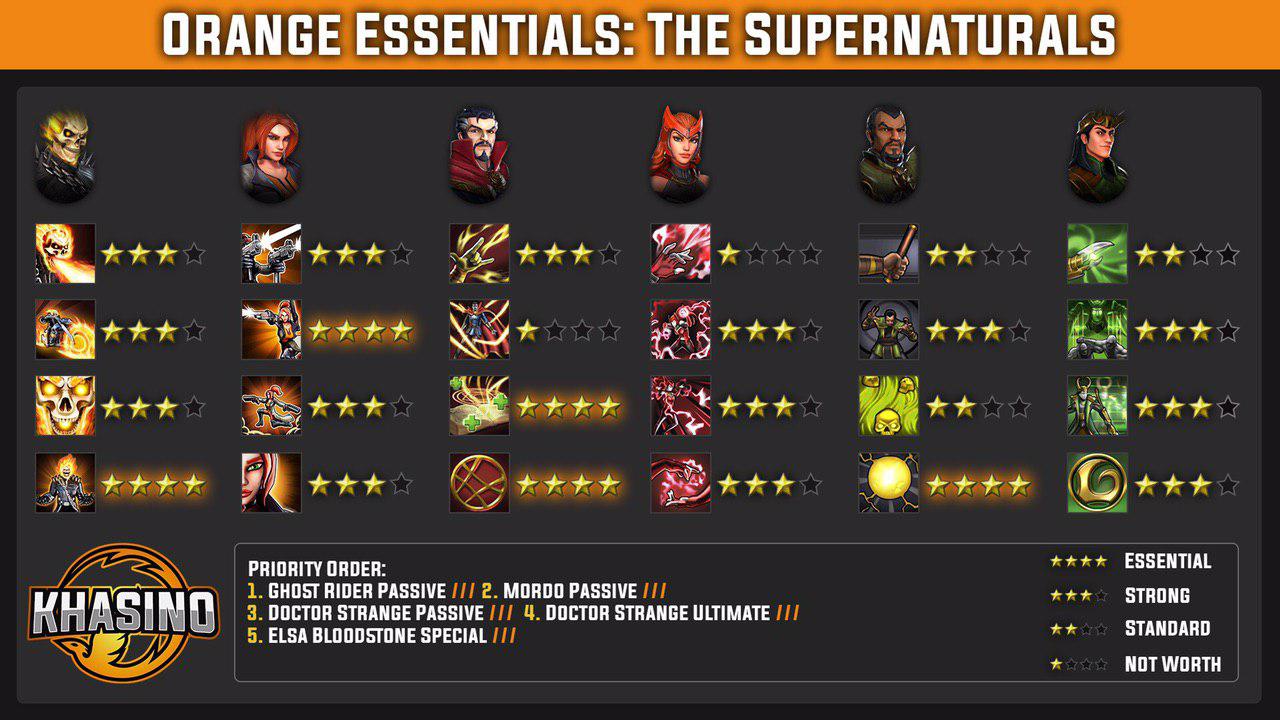 ORANGE ESSENTIALS: THE SUPERNATURALS
KHASINO
PRIORITY ORDER:
1. GHOST RIDER PASSIVE /// 2. MORDO PASSIVE ///
3. DOCTOR STRANGE PASSIVE /// 4. DOCTOR STRANGE ULTIMATE ///
5. ELSA BLOODSTONE SPECIAL ///
ESSENTIAL
STRONG
STANDARD
NOT WORTH